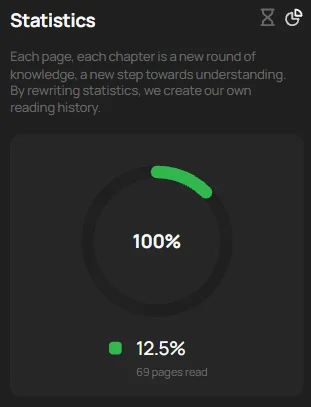 Statistics
Each page, each chapter is a new round of
knowledge, a new step towards understanding.
By rewriting statistics, we create our own
reading history.
100%
12.5%
69 pages read